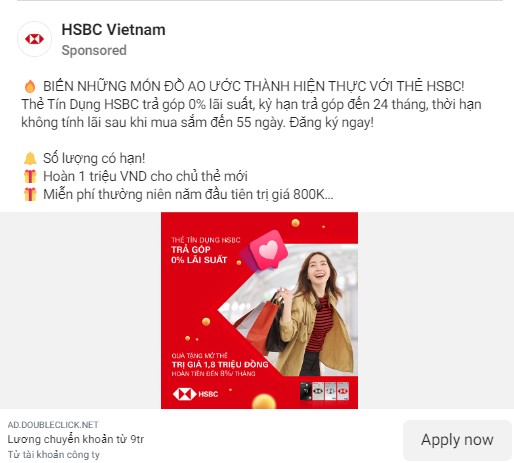 HSBC Vietnam
Sponsored
🔥 BIẾN NHỮNG MÓN ĐỒ AO ƯỚC THÀNH HIỆN THỰC VỚI THẺ HSBC!
Thẻ Tín Dụng HSBC trả góp 0% lãi suất, kỳ hạn trả góp đến 24 tháng, thời hạn
không tính lãi sau khi mua sắm đến 55 ngày. Đăng ký ngay!
🔔 Số lượng có hạn!
🎁 Hoàn 1 triệu VND cho chủ thẻ mới
🎁 Miễn phí thường niên năm đầu tiên trị giá 800K...
THẺ TÍN DỤNG HSBC
TRẢ GÓP
0% LÃI SUẤT
QUÀ TẶNG MỞ THẺ
TRỊ GIÁ 1,8 TRIỆU ĐỒNG
HOÀN TIỀN ĐẾN 8%/ THÁNG
HSBC
AD.DOUBLECLICK.NET
Lương chuyển khoản từ 9tr
Từ tài khoản công ty
Apply now